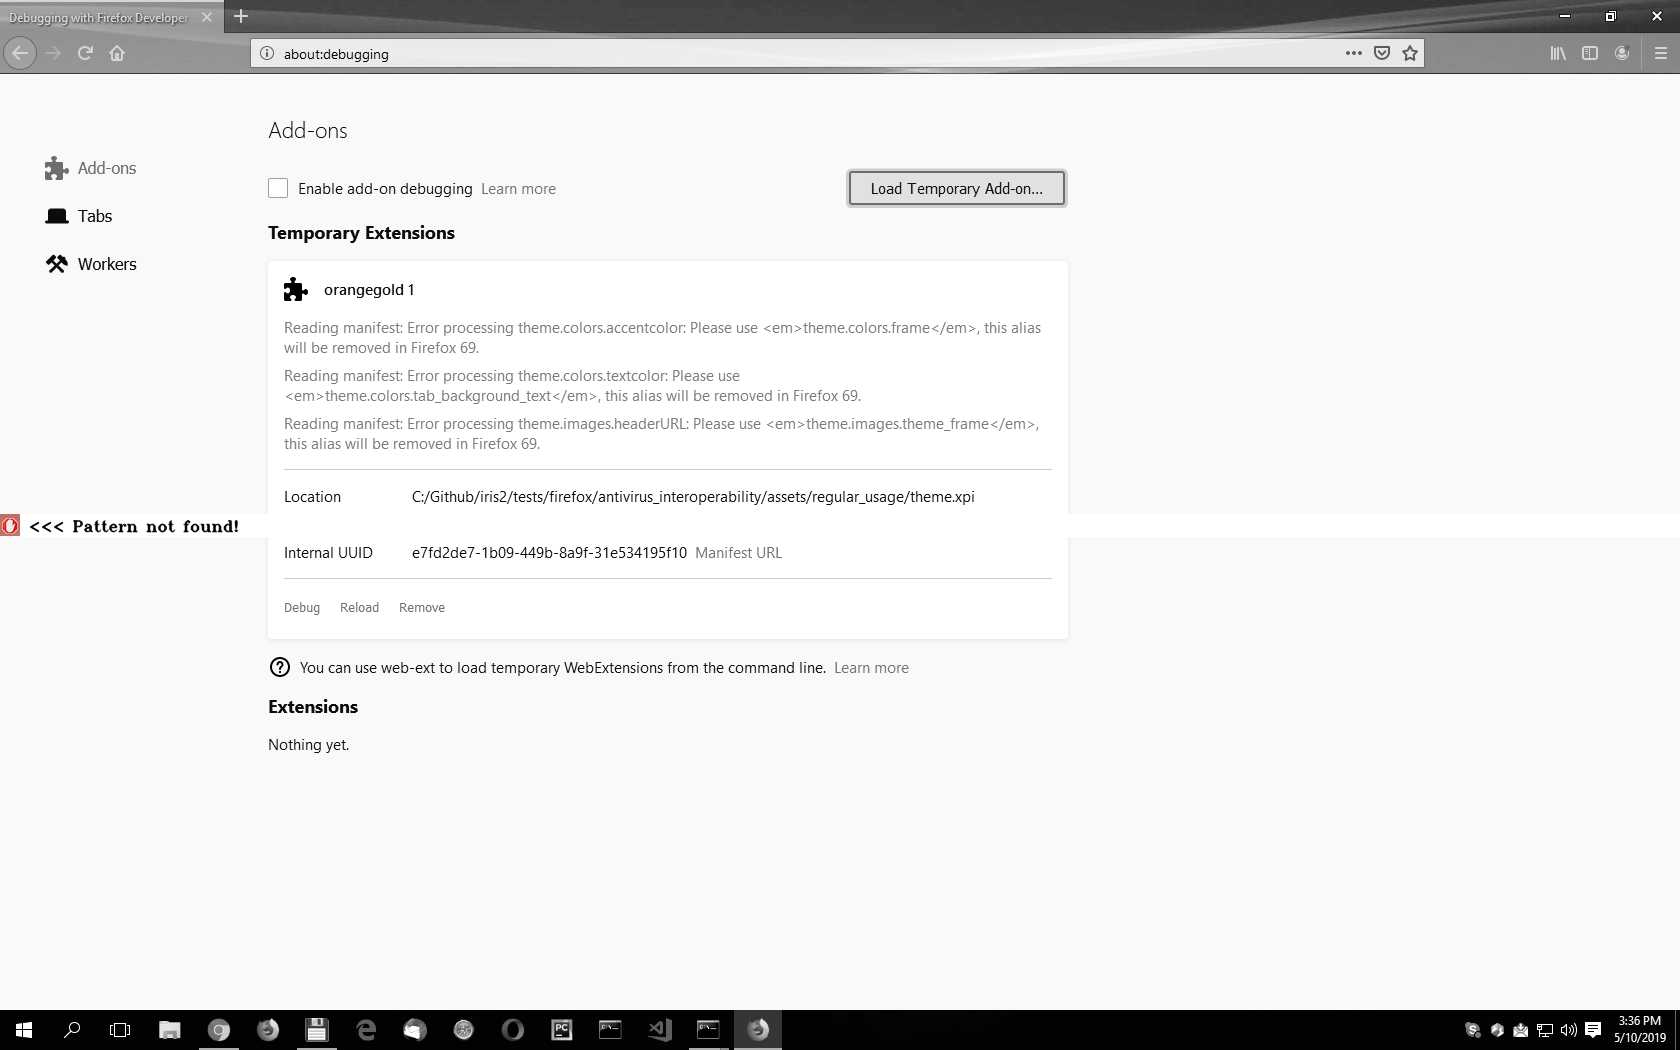 Debugging with Firefox Developer
about:debugging
Add-ons
Add-ons
Tabs
Workers
Enable add-on debugging Learn more
Load Temporary Add-on...
Temporary Extensions
orangegold 1
Reading manifest: Error processing theme.colors.accentcolor: Please use <em>theme.colors.frame</em>, this alias
will be removed in Firefox 69.
Reading manifest: Error processing theme.colors.textcolor: Please use
<em>theme.colors.tab_background_text</em>, this alias will be removed in Firefox 69.
Reading manifest: Error processing theme.images.headerURL: Please use <em>theme.images.theme_frame</em>,
this alias will be removed in Firefox 69.
Location C:/Github/iris2/tests/firefox/antivirus_interoperability/assets/regular_usage/theme.xpi
<<< Pattern not found!
Internal UUID e7fd2de7-1b09-449b-8a9f-31e534195f10 Manifest URL
Debug Reload Remove
You can use web-ext to load temporary WebExtensions from the command line. Learn more
Extensions
Nothing yet.
PC
3:36 PM
5/10/2019